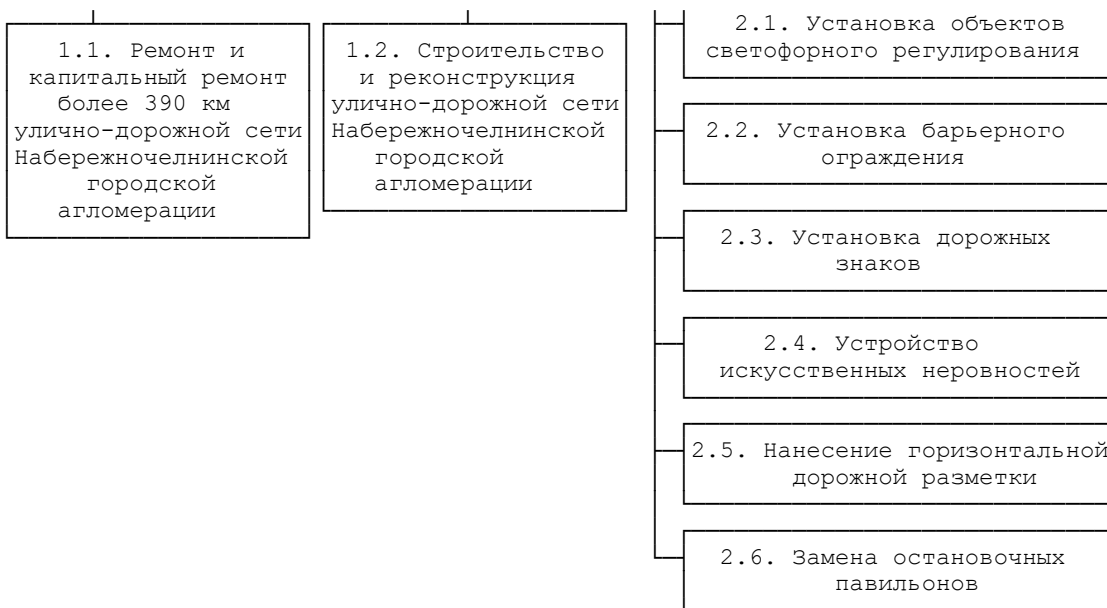 1.1. Ремонт и
капитальный ремонт
более 390 км
улично-дорожной сети
Набережночелнинской
городской
агломерации
1.2. Строительство
и реконструкция
улично-дорожной сети
Набережночелнинской
городской
агломерации
2.1. Установка объектов
светофорного регулирования
2.2. Установка барьерного
ограждения
2.3. Установка дорожных
знаков
2.4. Устройство
искусственных неровностей
2.5. Нанесение горизонтальной
дорожной разметки
2.6. Замена остановочных
павильонов